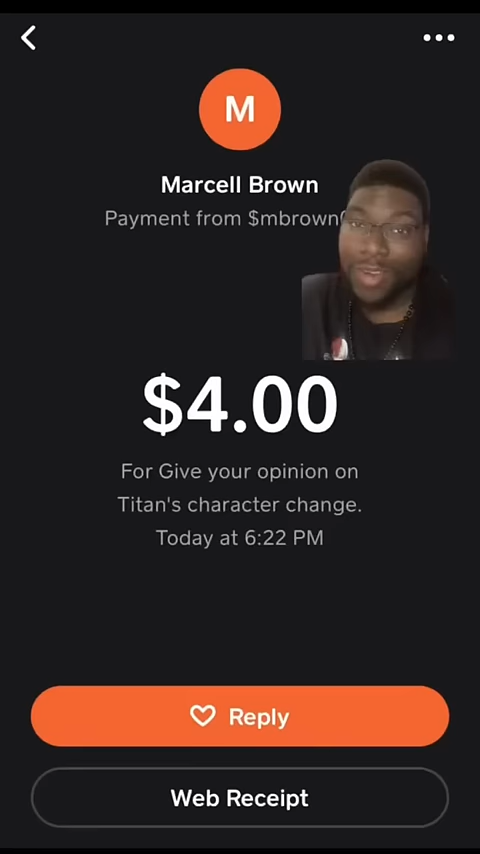 M
Marcell Brown
Payment from $mbrown
$4.00
For Give your opinion on
Titan's character change.
Today at 6:22 PM
Reply
Web Receipt